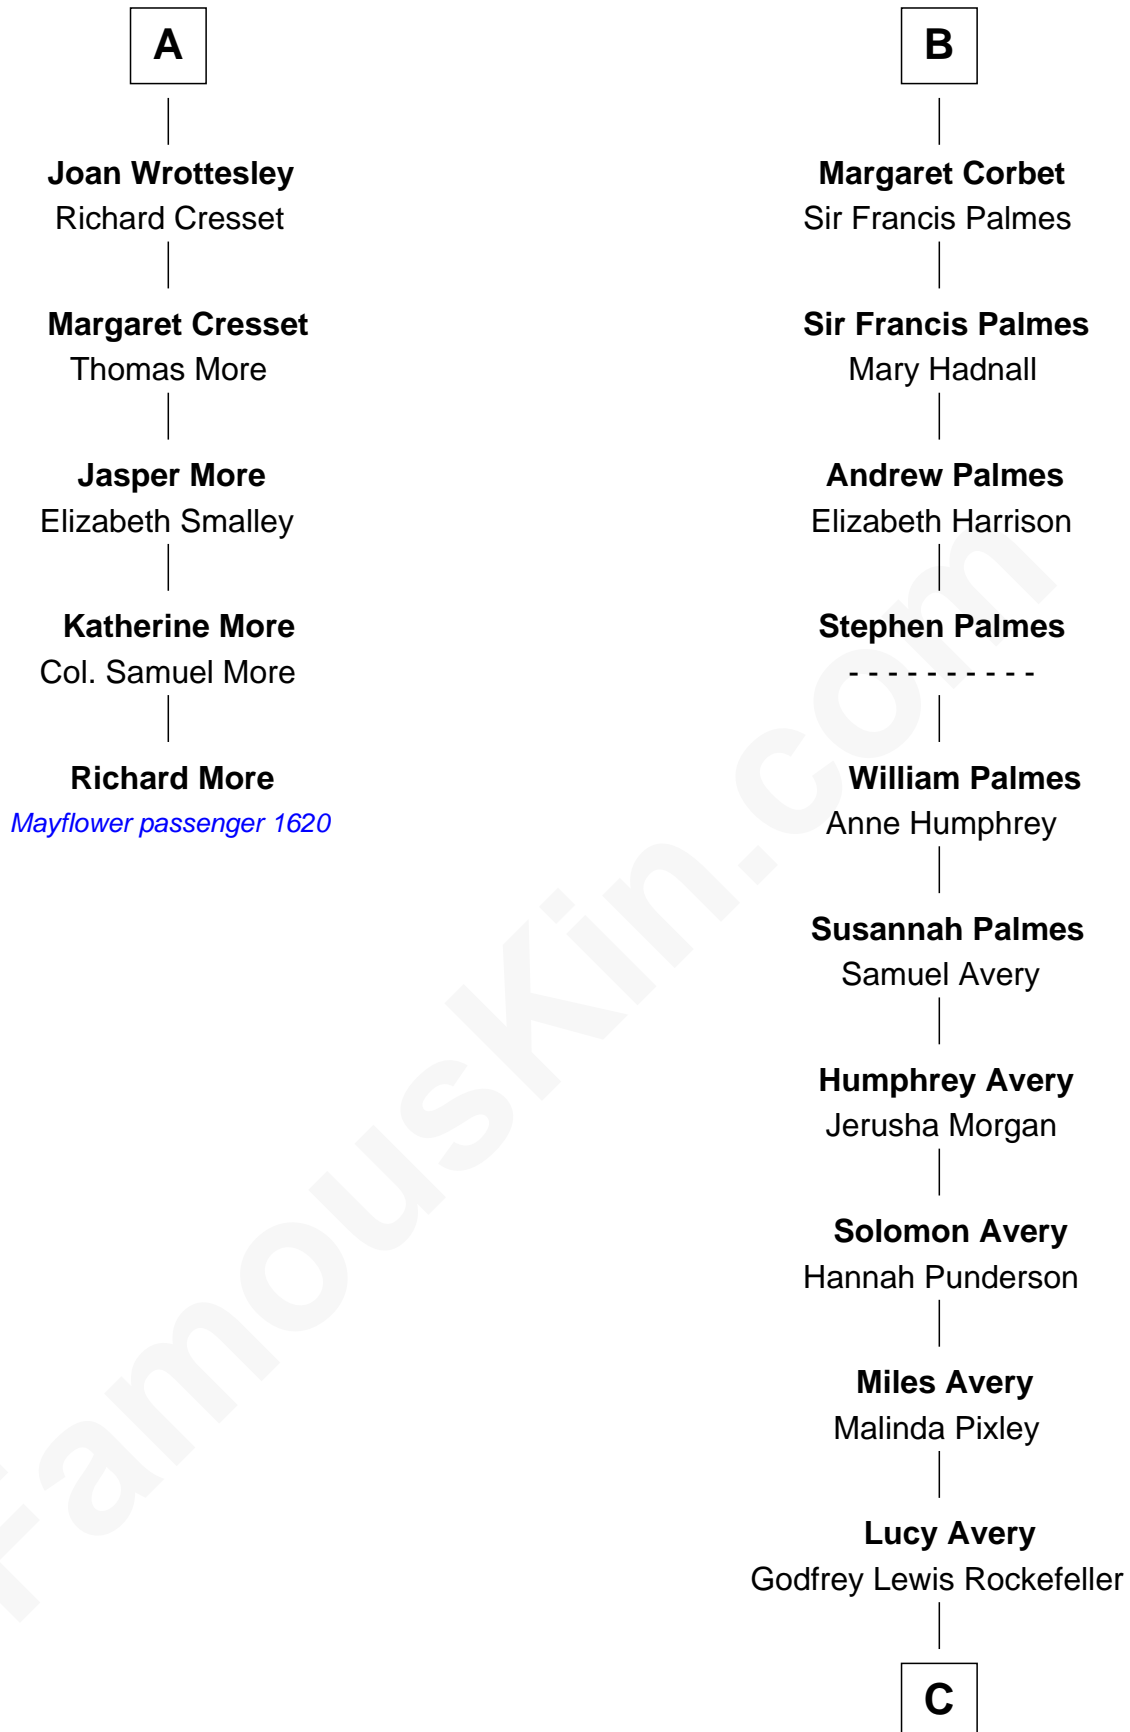 A
Joan Wrottesley
Richard Cresset
Margaret Cresset
Thomas More
Jasper More
Elizabeth Smalley
Katherine More
Col. Samuel More
Richard More
Mayflower passenger 1620
B
Margaret Corbet
Sir Francis Palmes
Sir Francis Palmes
Mary Hadnall
Andrew Palmes
Elizabeth Harrison
Stephen Palmes
- - - - - - - - - -
William Palmes
Anne Humphrey
Susannah Palmes
Samuel Avery
Humphrey Avery
Jerusha Morgan
Solomon Avery
Hannah Punderson
Miles Avery
Malinda Pixley
Lucy Avery
Godfrey Lewis Rockefeller
C
FamousKin.com